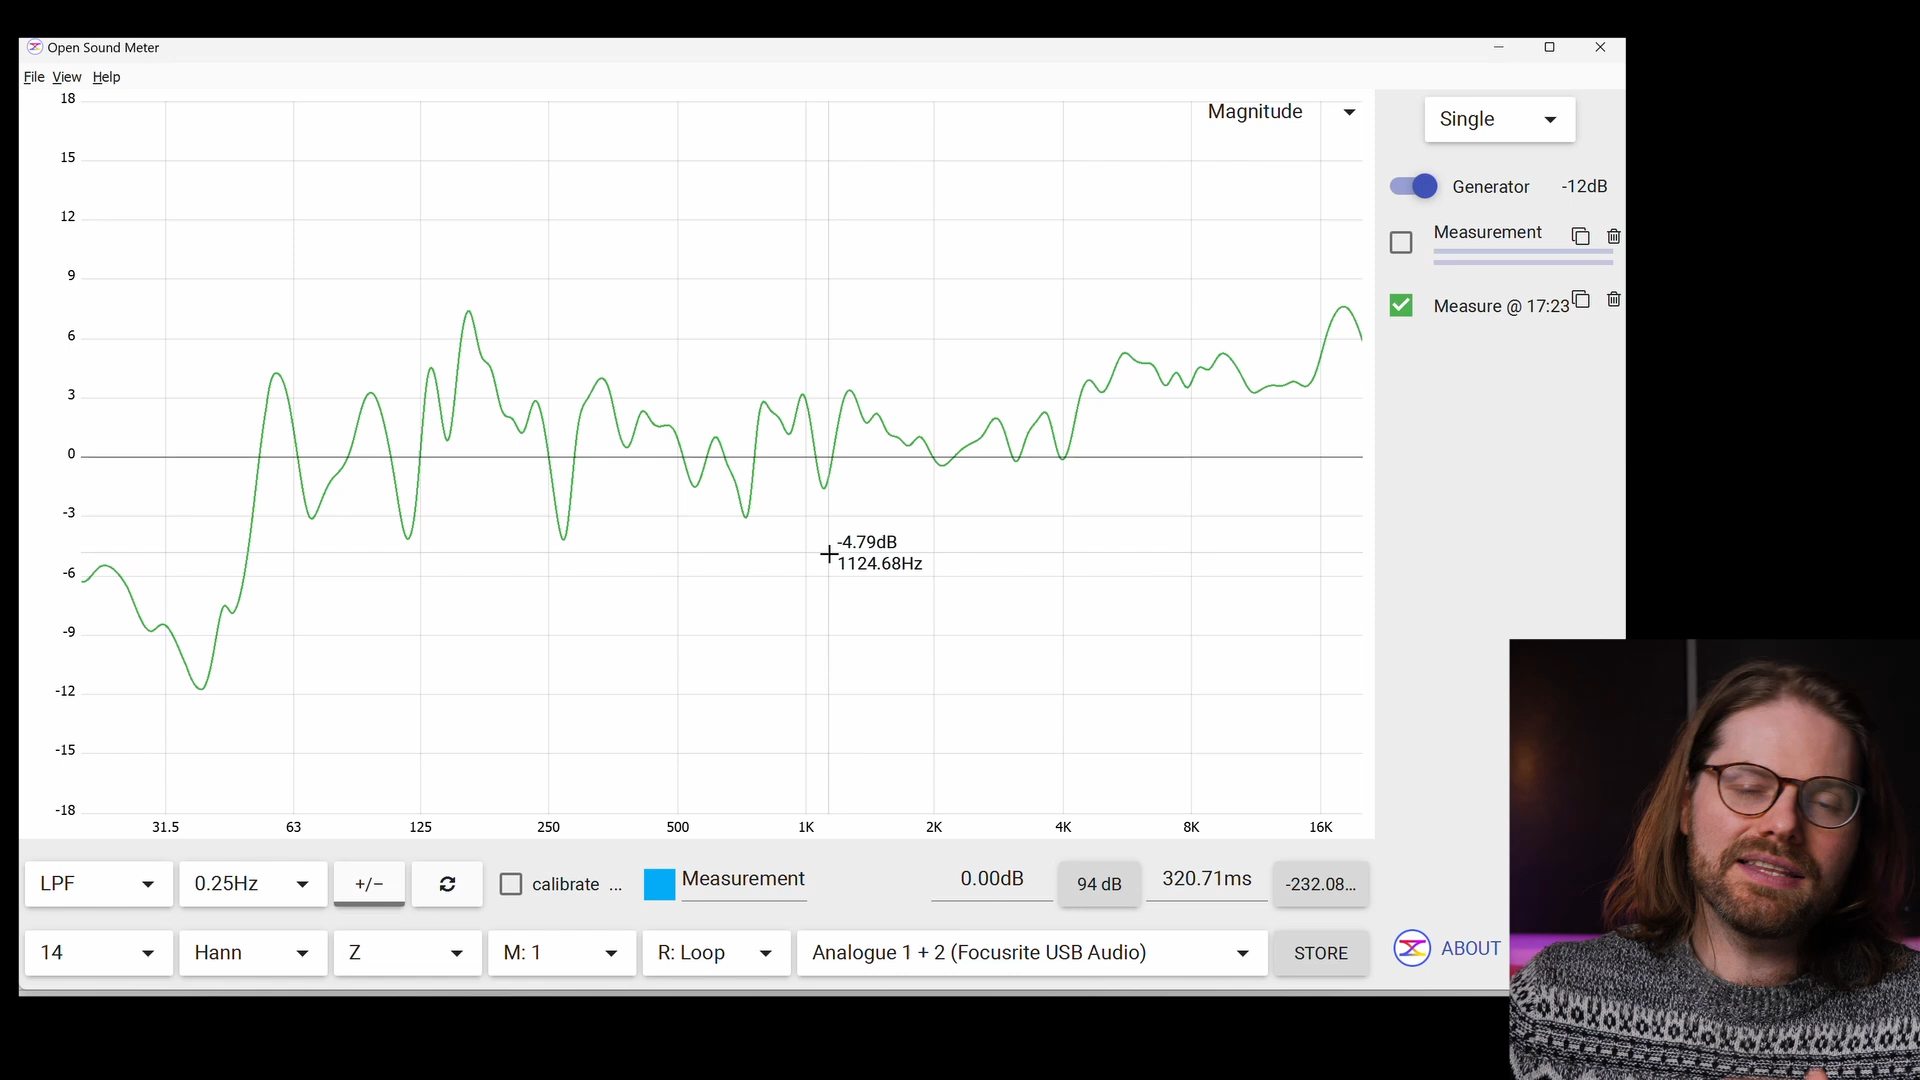 Open Sound Meter
File View Help
Magnitude
18
15
12
9
6
3
0
-3
-6
-9
-12
-15
-18
31.5 63 125 250 500 1K 2K 4K 8K 16K
-4.79dB
1124.68Hz
Single
Generator -12dB
Measurement
Measure @ 17:23
LPF 0.25Hz +/− calibrate ... Measurement 0.00dB 94 dB 320.71ms -232.08...
14 Hann Z M: 1 R: Loop Analogue 1 + 2 (Focusrite USB Audio) STORE
ABOUT